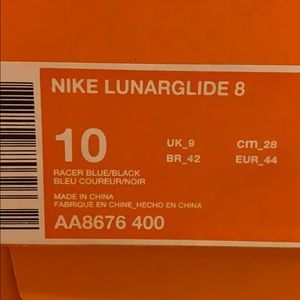 NIKE LUNARGLIDE 8
10 UK_9 CM_28
BR_42 EUR_44
RACER BLUE/BLACK
BLEU COUREUR/NOIR
MADE IN CHINA
FABRIQUE EN CHINE_HECHO EN CHINA
AA8676 400